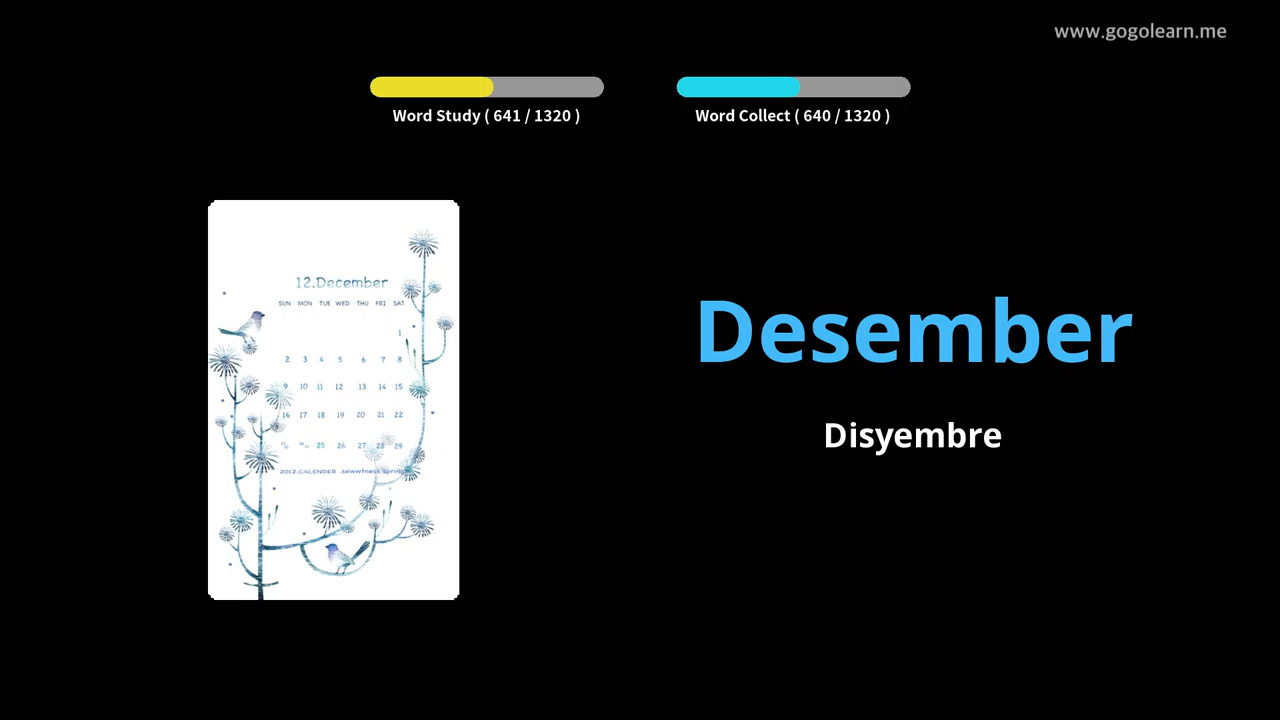 www.gogolearn.me
Word Study ( 641 / 1320 )
Word Collect ( 640 / 1320 )
12.December
SUN MON TUE WED THU FRI SAT
1
2 3 4 5 6 7 8
9 10 11 12 13 14 15
16 17 18 19 20 21 22
25 26 27 28 29
2012.CALENDER
Desember
Disyembre